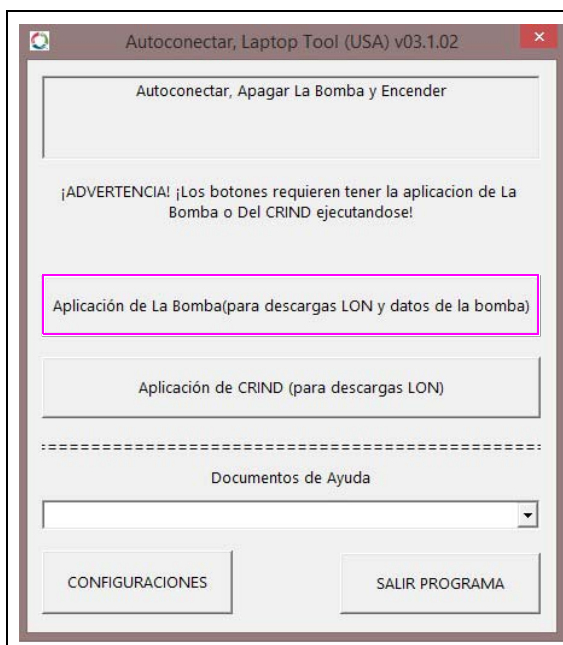 Autoconectar, Laptop Tool (USA) v03.1.02
Autoconectar, Apagar La Bomba y Encender
¡ADVERTENCIA! ¡Los botones requieren tener la aplicacion de La
Bomba o Del CRIND ejecutandose!
Aplicación de La Bomba(para descargas LON y datos de la bomba)
Aplicación de CRIND (para descargas LON)
Documentos de Ayuda
CONFIGURACIONES
SALIR PROGRAMA